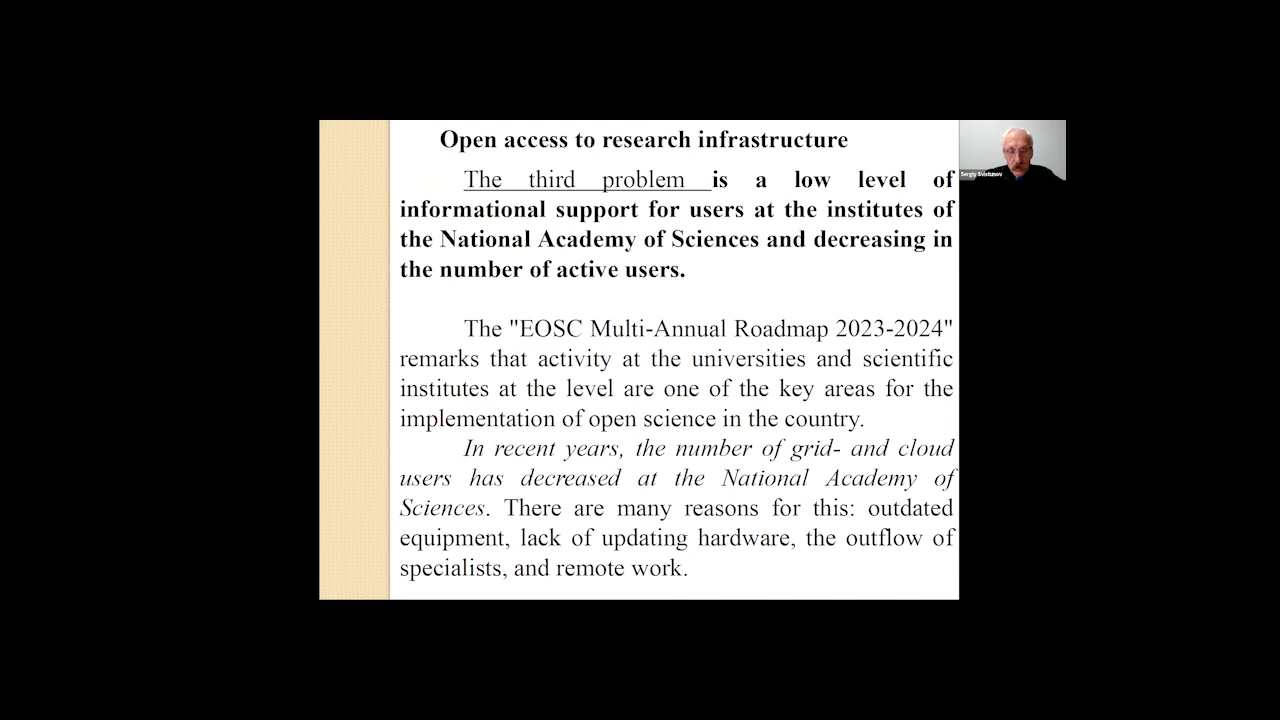 Open access to research infrastructure
The third problem is a low level of
informational support for users at the institutes of
the National Academy of Sciences and decreasing in
the number of active users.
The "EOSC Multi-Annual Roadmap 2023-2024"
remarks that activity at the universities and scientific
institutes at the level are one of the key areas for the
implementation of open science in the country.
In recent years, the number of grid- and cloud
users has decreased at the National Academy of
Sciences. There are many reasons for this: outdated
equipment, lack of updating hardware, the outflow of
specialists, and remote work.
Sergiy Svistunov